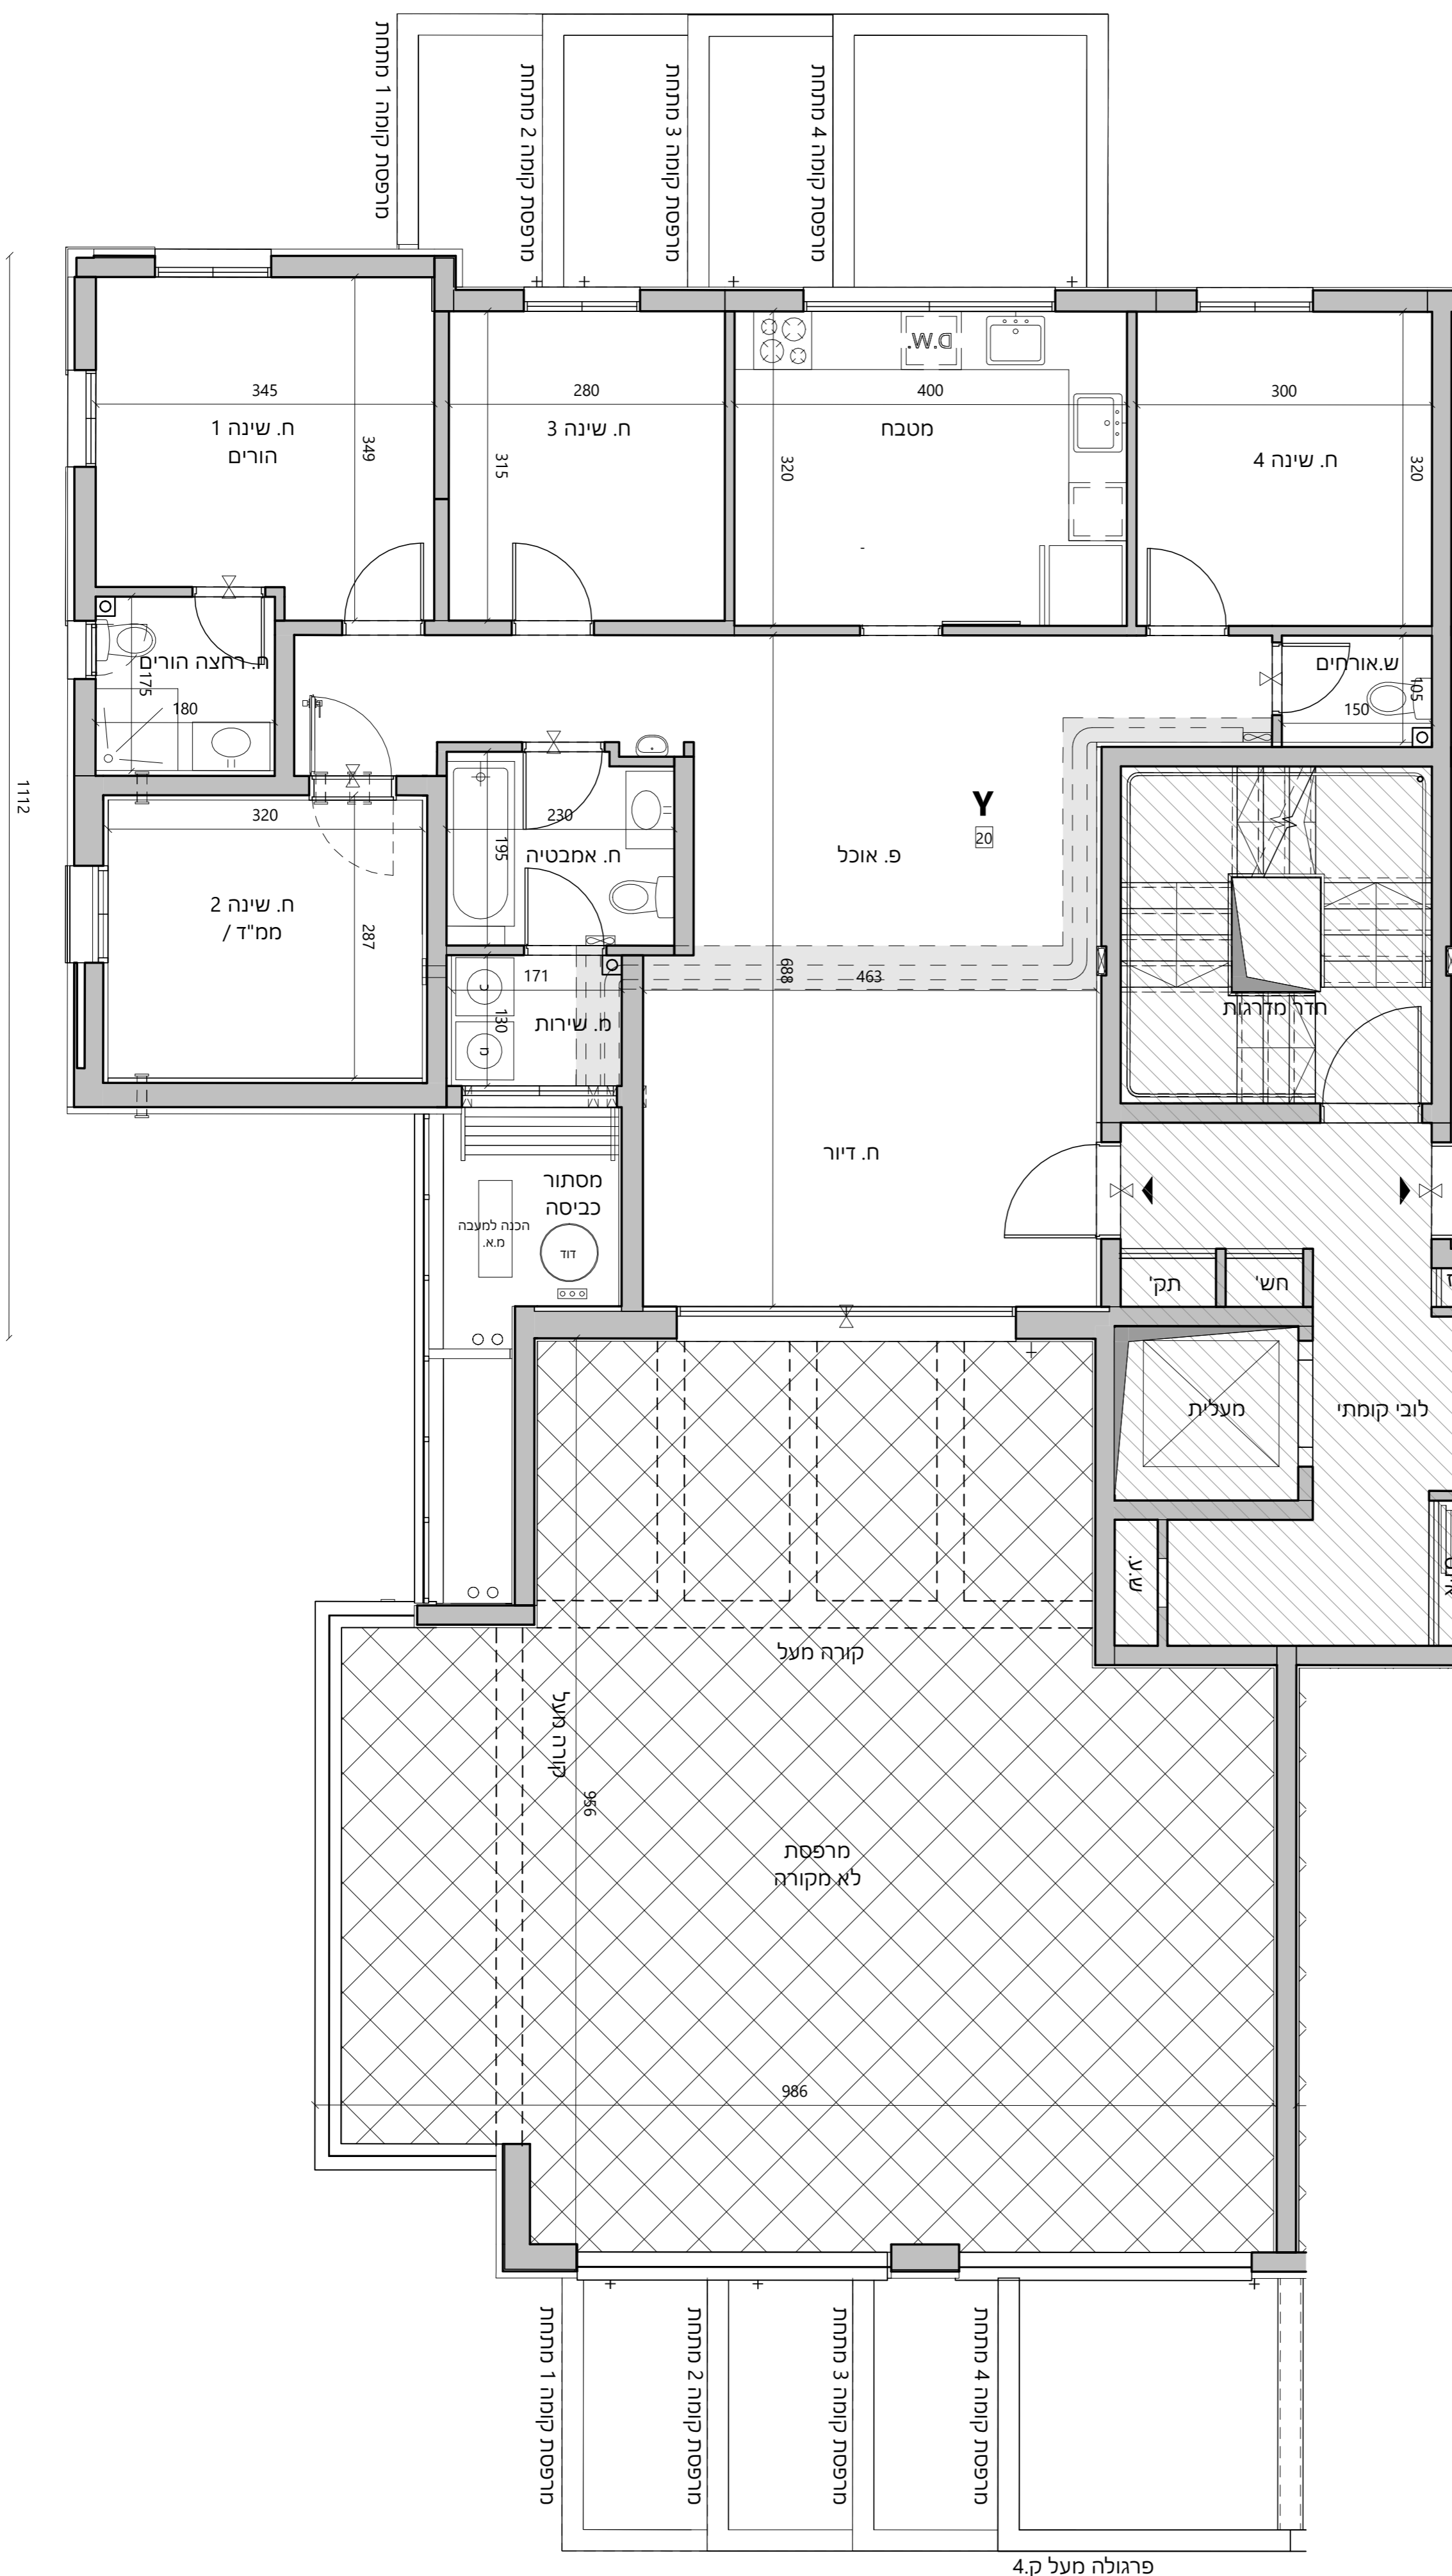 מרפסת קומה 1 מתחת
מרפסת קומה 2 מתחת
מרפסת קומה 3 מתחת
מרפסת קומה 4 מתחת
345
ח. שינה 1
הורים
349
280
ח. שינה 3
315
D.W.
400
מטבח
320
300
ח. שינה 4
320
ח. רחצה הורים
175
180
ש.אורחים
105
150
1112
320
ח. שינה 2
ממ"ד /
287
230
195
ח. אמבטיה
Y
20
פ. אוכל
688
463
171
130
מ. שירות
כ
מ
חדר מדרגות
ח. דיור
מסתור
כביסה
הכנה למעבה
מ.א.
דוד
תק'
חש'
מעלית
לובי קומתי
ש.ע.
קורה מעל
קורה מעל
956
מרפסת
לא מקורה
986
מרפסת קומה 1 מתחת
מרפסת קומה 2 מתחת
מרפסת קומה 3 מתחת
מרפסת קומה 4 מתחת
פרגולה מעל ק.4